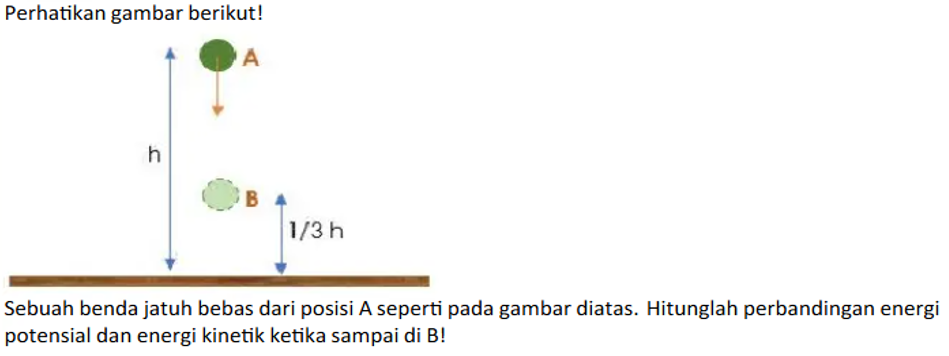 Perhatikan gambar berikut!
A
h
B
1/3 h
Sebuah benda jatuh bebas dari posisi A seperti pada gambar diatas. Hitunglah perbandingan energi
potensial dan energi kinetik ketika sampai di B!